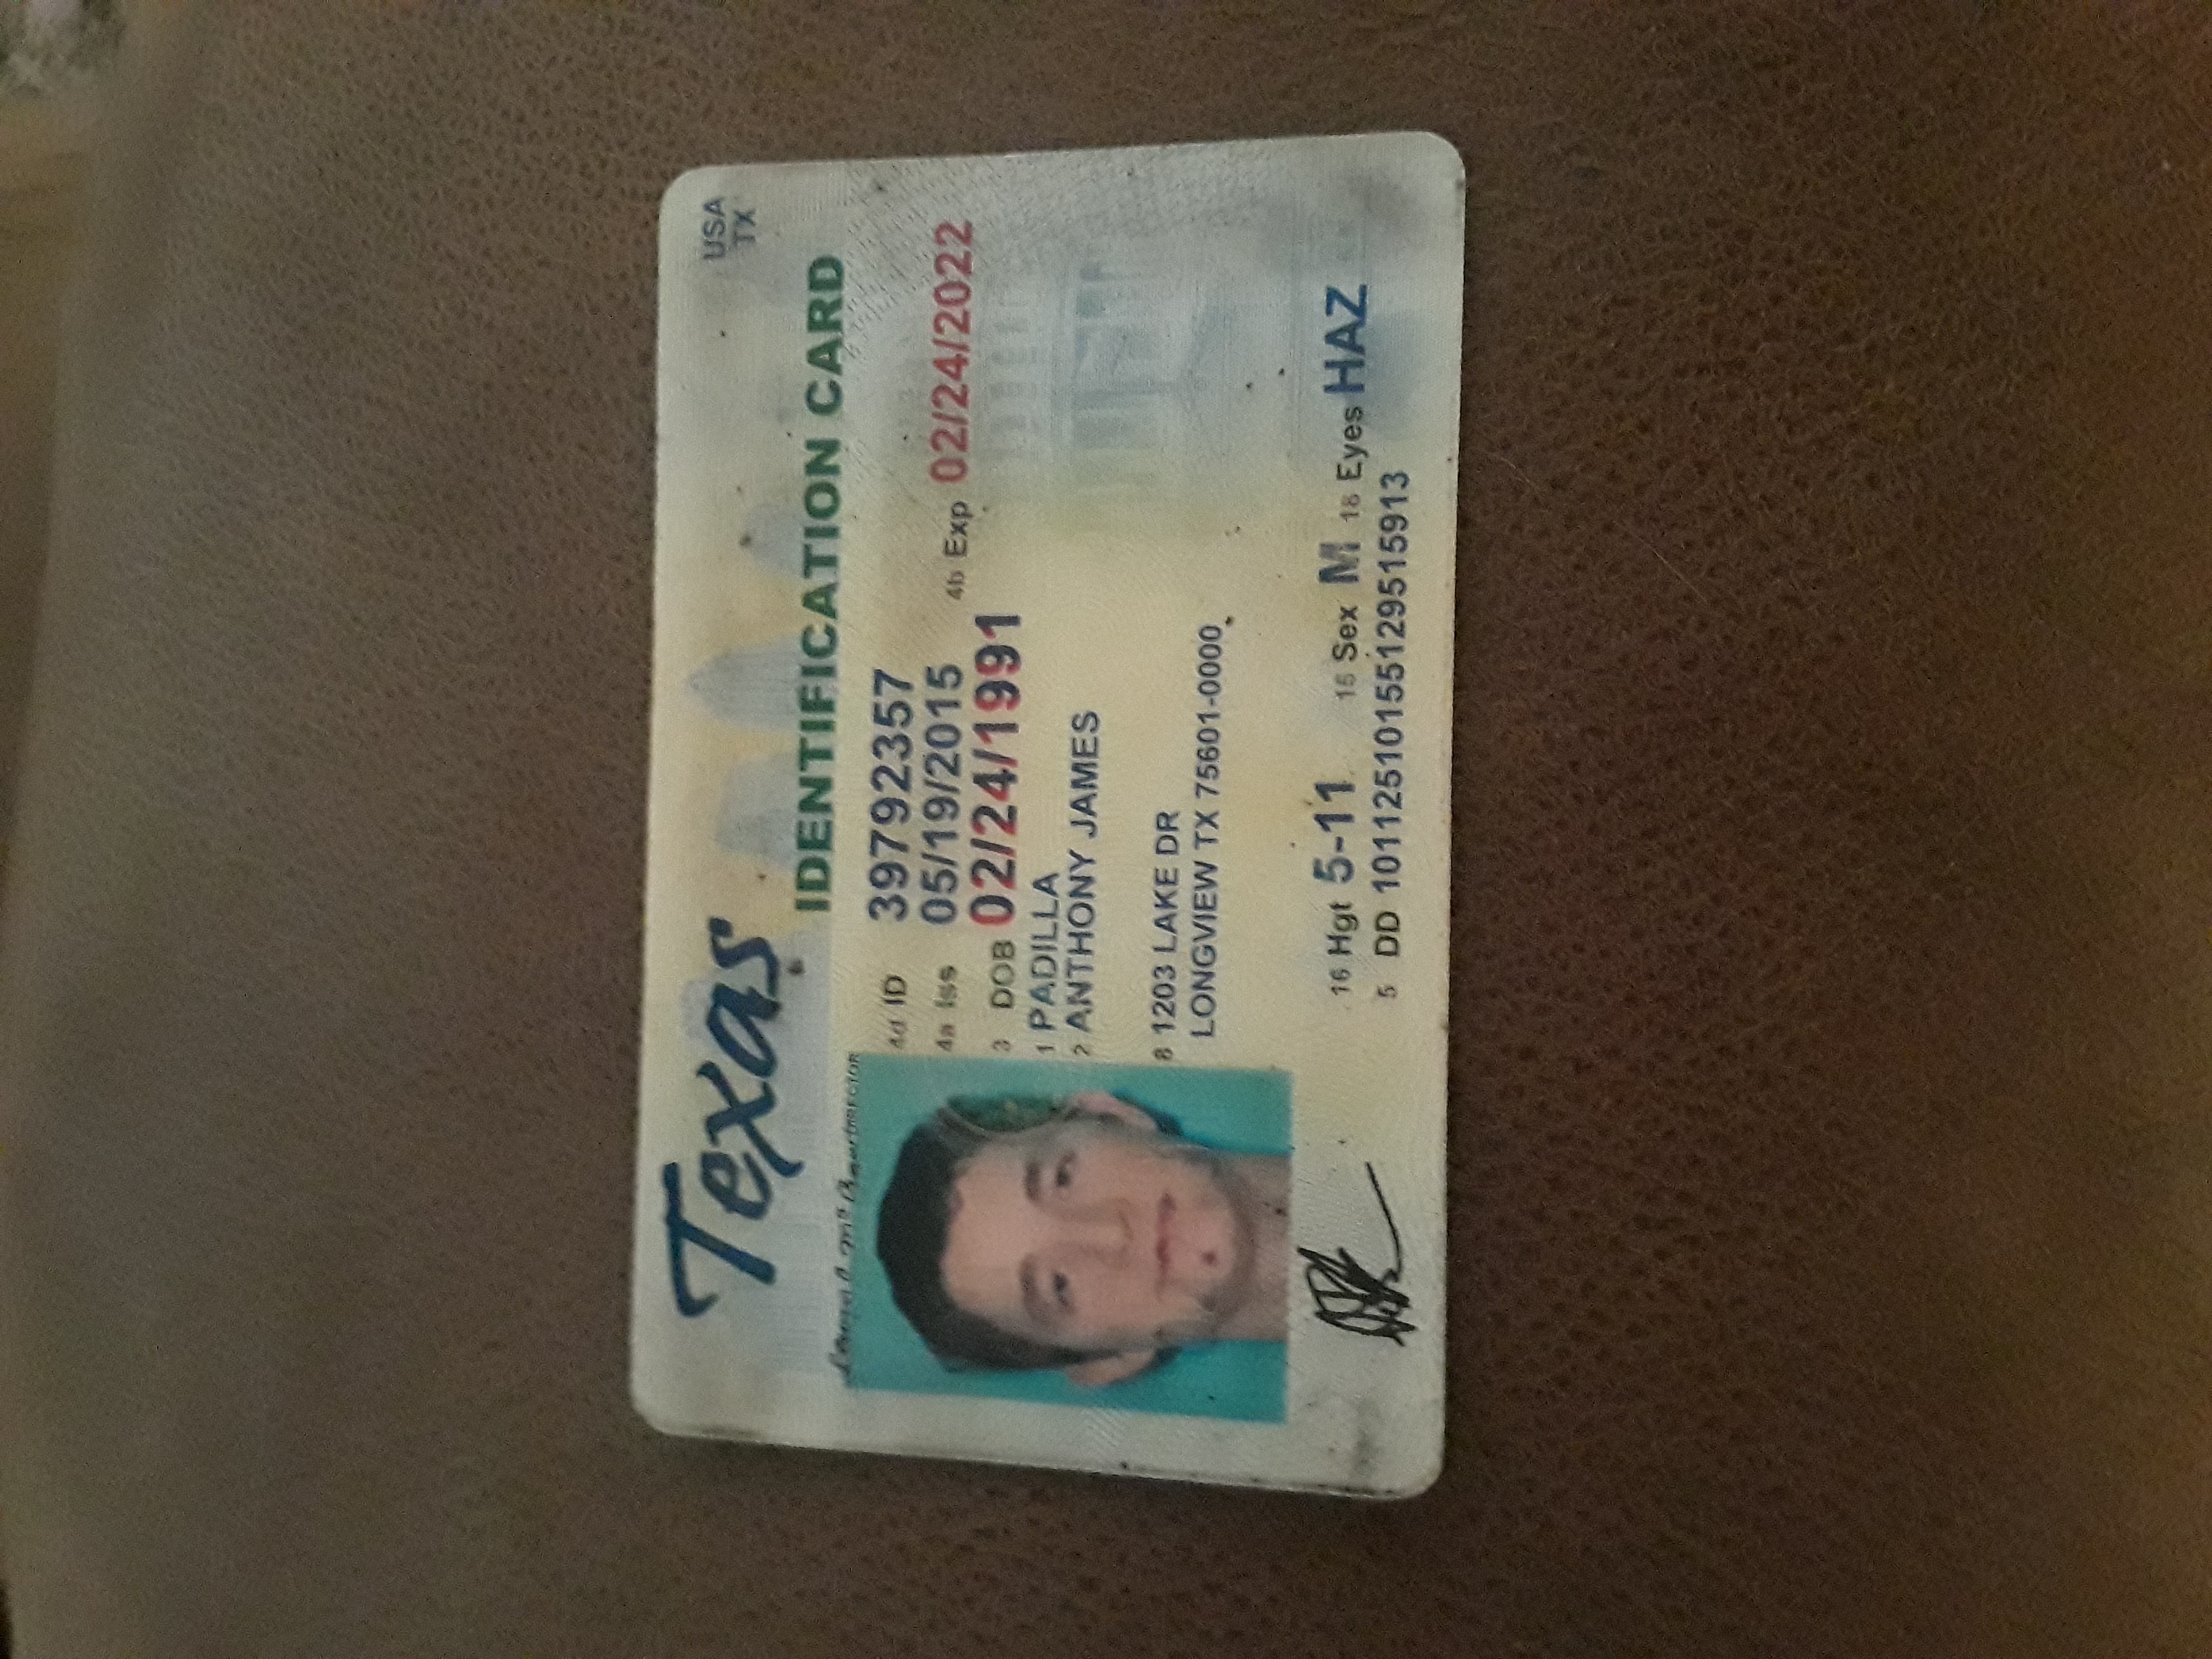 Texas
USA
TX
IDENTIFICATION CARD
DIRECTOR
4d ID 39792357
4a Iss 05/19/2015 4b Exp 02/24/2022
3 DOB 02/24/1991
1 PADILLA
2 ANTHONY JAMES
8 1203 LAKE DR
LONGVIEW TX 75601-0000
16 Hgt 5-11 15 Sex M 18 Eyes HAZ
5 DD 10112510155129515913